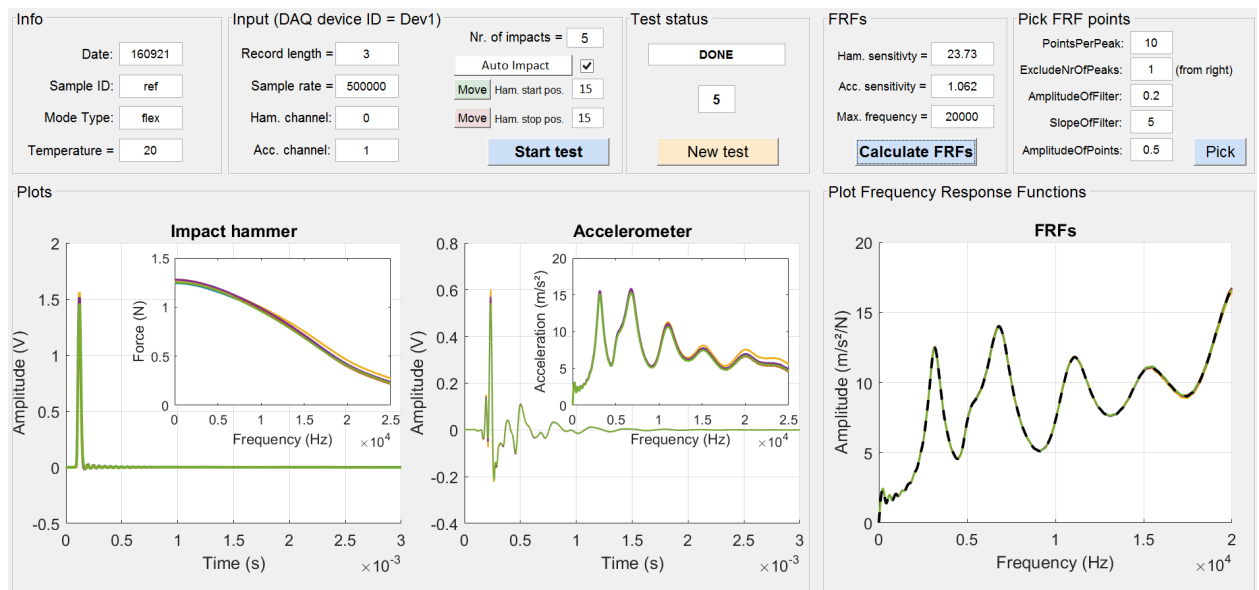 Info
Date: 160921
Sample ID: ref
Mode Type: flex
Temperature = 20
Input (DAQ device ID = Dev1)
Record length = 3
Sample rate = 500000
Ham. channel: 0
Acc. channel: 1
Nr. of impacts = 5
Auto Impact
Move Ham. start pos. 15
Move Ham. stop pos. 15
Start test
Test status
DONE
5
New test
FRFs
Ham. sensitivty = 23.73
Acc. sensitivity = 1.062
Max. frequency = 20000
Calculate FRFs
Pick FRF points
PointsPerPeak: 10
ExcludeNrOfPeaks: 1 (from right)
AmplitudeOfFilter: 0.2
SlopeOfFilter: 5
AmplitudeOfPoints: 0.5
Pick
Plots
Impact hammer
Amplitude (V)
2
1.5
1
0.5
0
-0.5
0 0.5 1 1.5 2 2.5 3
Time (s)
×10⁻³
Force (N)
1.5
1
0.5
0
0 0.5 1 1.5 2 2.5
Frequency (Hz)
×10⁴
Accelerometer
Amplitude (V)
0.8
0.6
0.4
0.2
0
-0.2
-0.4
0 0.5 1 1.5 2 2.5 3
Time (s)
×10⁻³
Acceleration (m/s²)
20
15
10
5
0
0 0.5 1 1.5 2 2.5
Frequency (Hz)
×10⁴
Plot Frequency Response Functions
FRFs
Amplitude (m/s²/N)
20
15
10
5
0
0 0.5 1 1.5 2
Frequency (Hz)
×10⁴